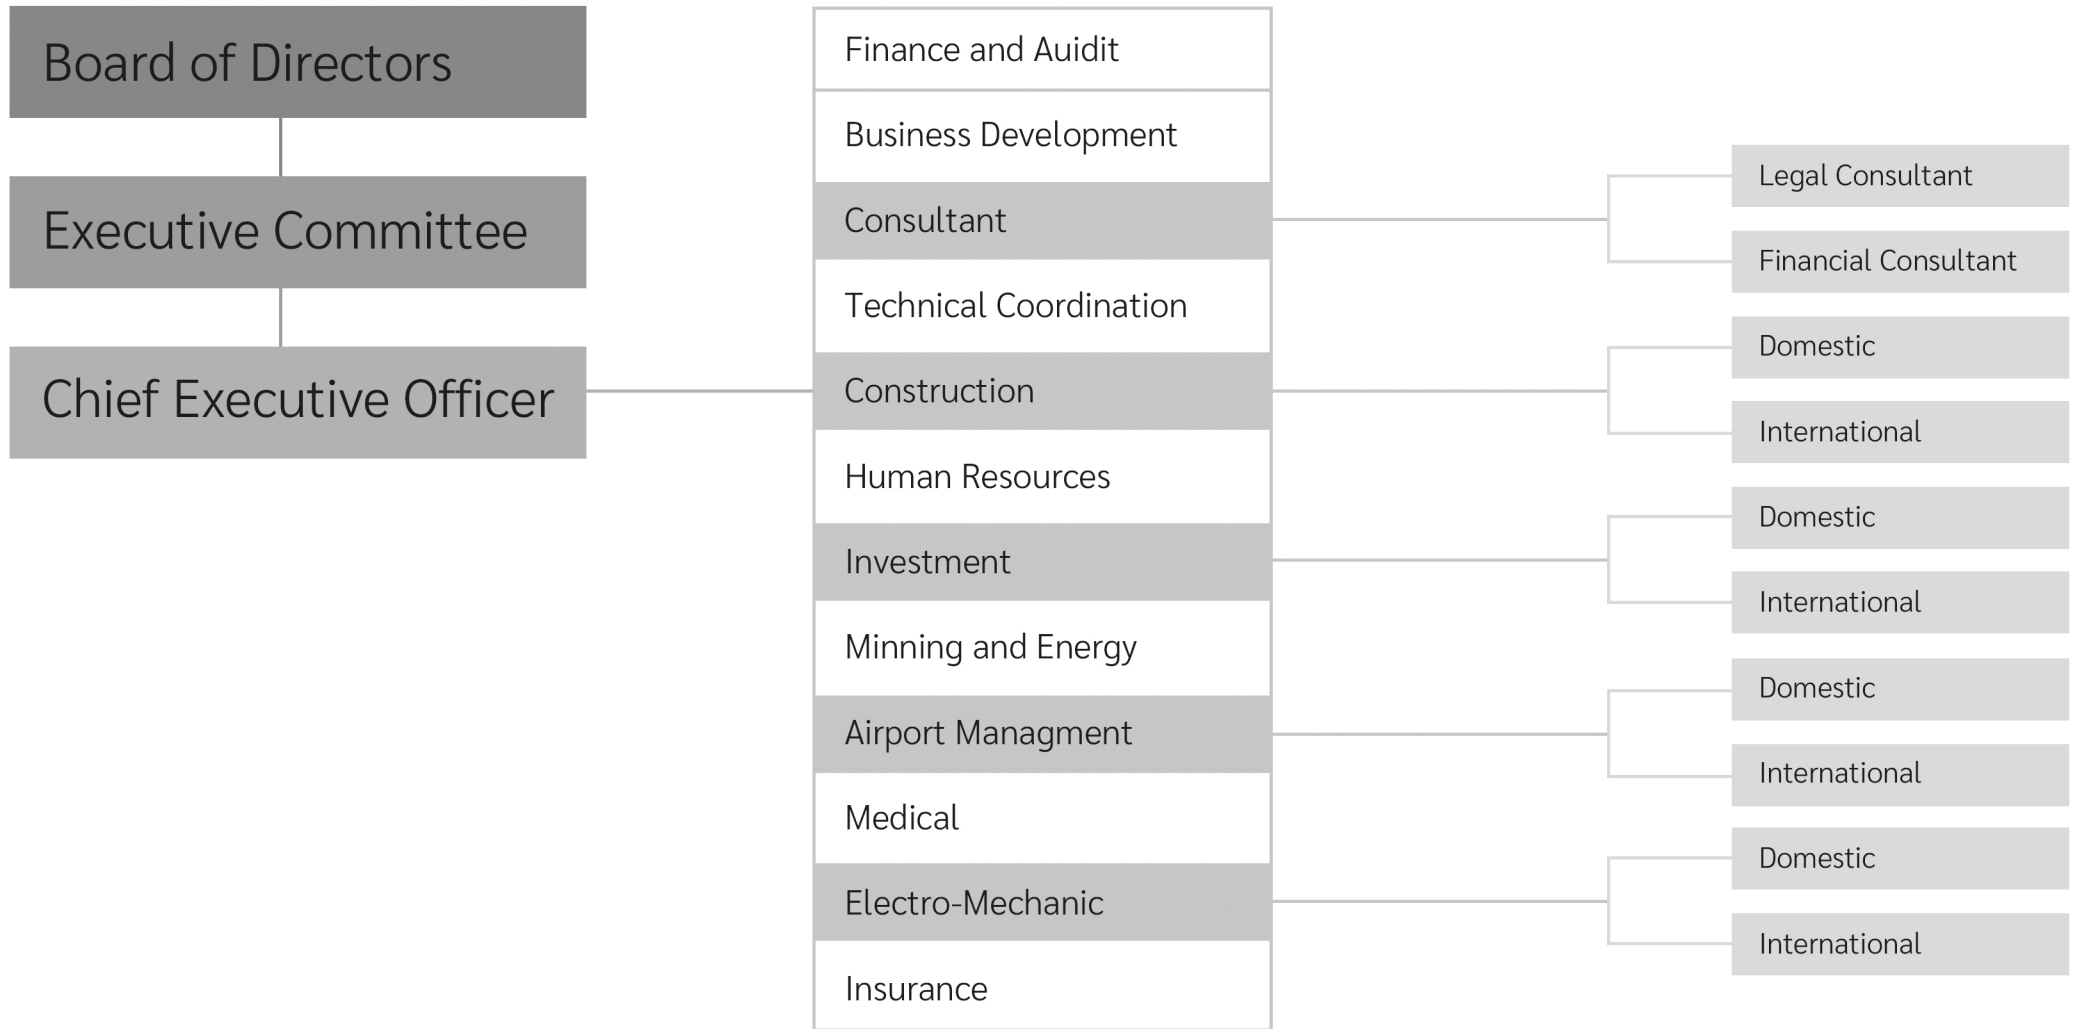 Board of Directors
Executive Committee
Chief Executive Officer
Finance and Auidit
Business Development
Consultant
Technical Coordination
Construction
Human Resources
Investment
Minning and Energy
Airport Managment
Medical
Electro-Mechanic
Insurance
Legal Consultant
Financial Consultant
Domestic
International
Domestic
International
Domestic
International
Domestic
International